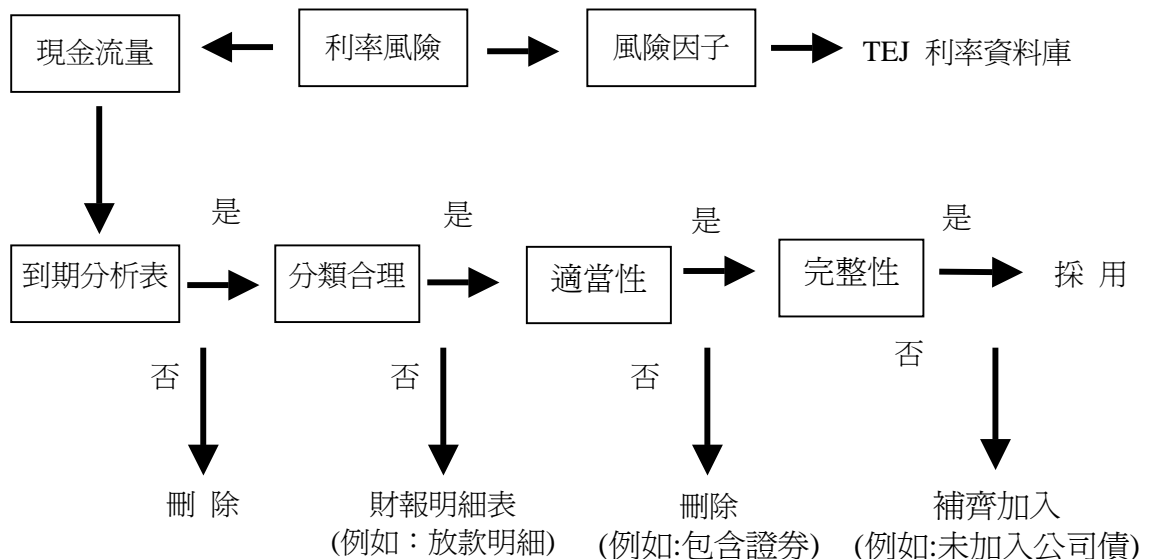 現金流量 利率風險 風險因子 TEJ 利率資料庫
是 是 是 是
到期分析表 分類合理 適當性 完整性 採 用
否 否 否 否
刪 除 財報明細表 刪除 補齊加入
(例如：放款明細) (例如:包含證券) (例如:未加入公司債)